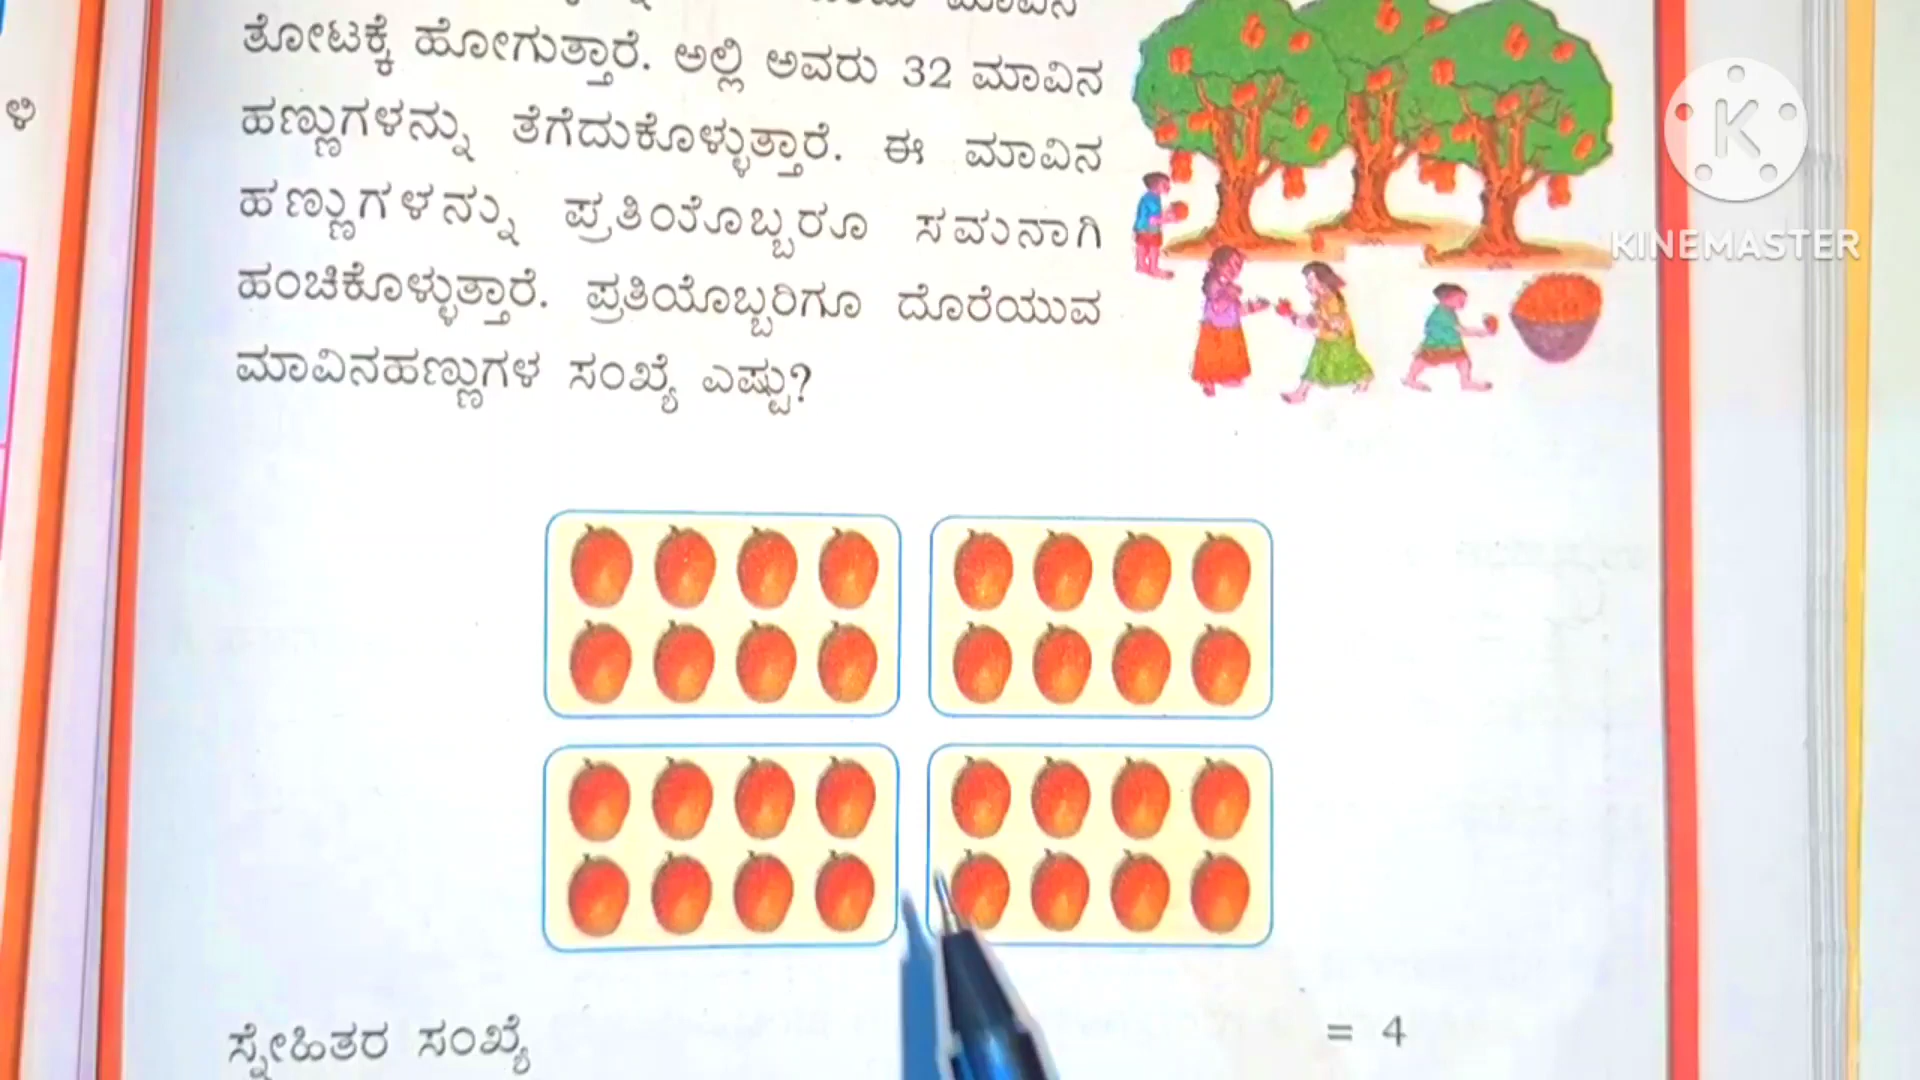 ಮಾವಿನ
ತೋಟಕ್ಕೆ ಹೋಗುತ್ತಾರೆ. ಅಲ್ಲಿ ಅವರು 32 ಮಾವಿನ
ಹಣ್ಣುಗಳನ್ನು ತೆಗೆದುಕೊಳ್ಳುತ್ತಾರೆ. ಈ ಮಾವಿನ
ಹಣ್ಣುಗಳನ್ನು ಪ್ರತಿಯೊಬ್ಬರೂ ಸಮನಾಗಿ
ಹಂಚಿಕೊಳ್ಳುತ್ತಾರೆ. ಪ್ರತಿಯೊಬ್ಬರಿಗೂ ದೊರೆಯುವ
ಮಾವಿನಹಣ್ಣುಗಳ ಸಂಖ್ಯೆ ಎಷ್ಟು?
ಸ್ನೇಹಿತರ ಸಂಖ್ಯೆ = 4
ಳಿ
K
KINEMASTER